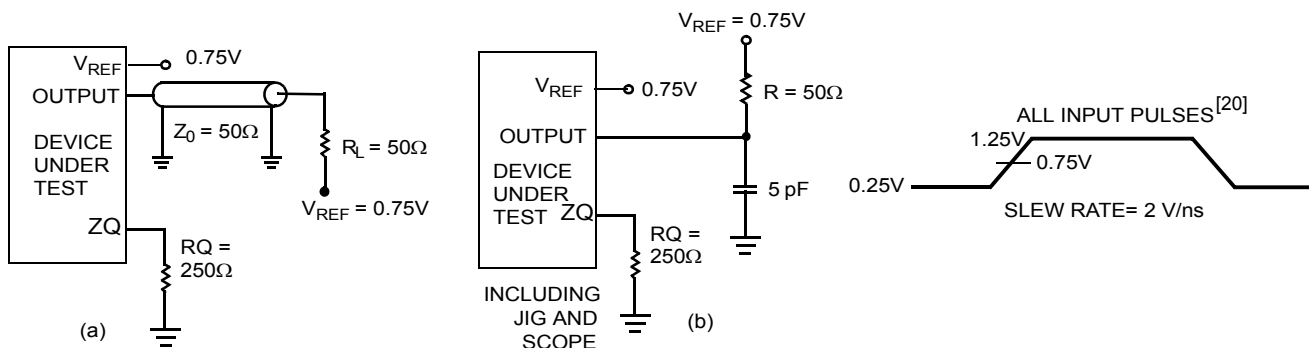 V_REF 0.75V
OUTPUT
Z_0 = 50Ω
DEVICE
UNDER
TEST
R_L = 50Ω
V_REF = 0.75V
ZQ
RQ =
250Ω
(a)
V_REF = 0.75V
V_REF 0.75V
R = 50Ω
OUTPUT
DEVICE
UNDER
TEST
5 pF
ZQ
RQ =
250Ω
INCLUDING
JIG AND
SCOPE
(b)
ALL INPUT PULSES[20]
1.25V
0.75V
0.25V
SLEW RATE= 2 V/ns